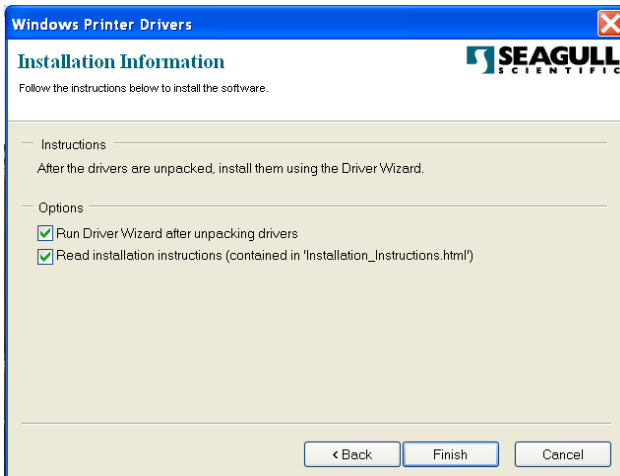 Windows Printer Drivers
Installation Information
SEAGULL
SCIENTIFIC
Follow the instructions below to install the software.
Instructions
After the drivers are unpacked, install them using the Driver Wizard.
Options
Run Driver Wizard after unpacking drivers
Read installation instructions (contained in 'Installation_Instructions.html')
< Back
Finish
Cancel